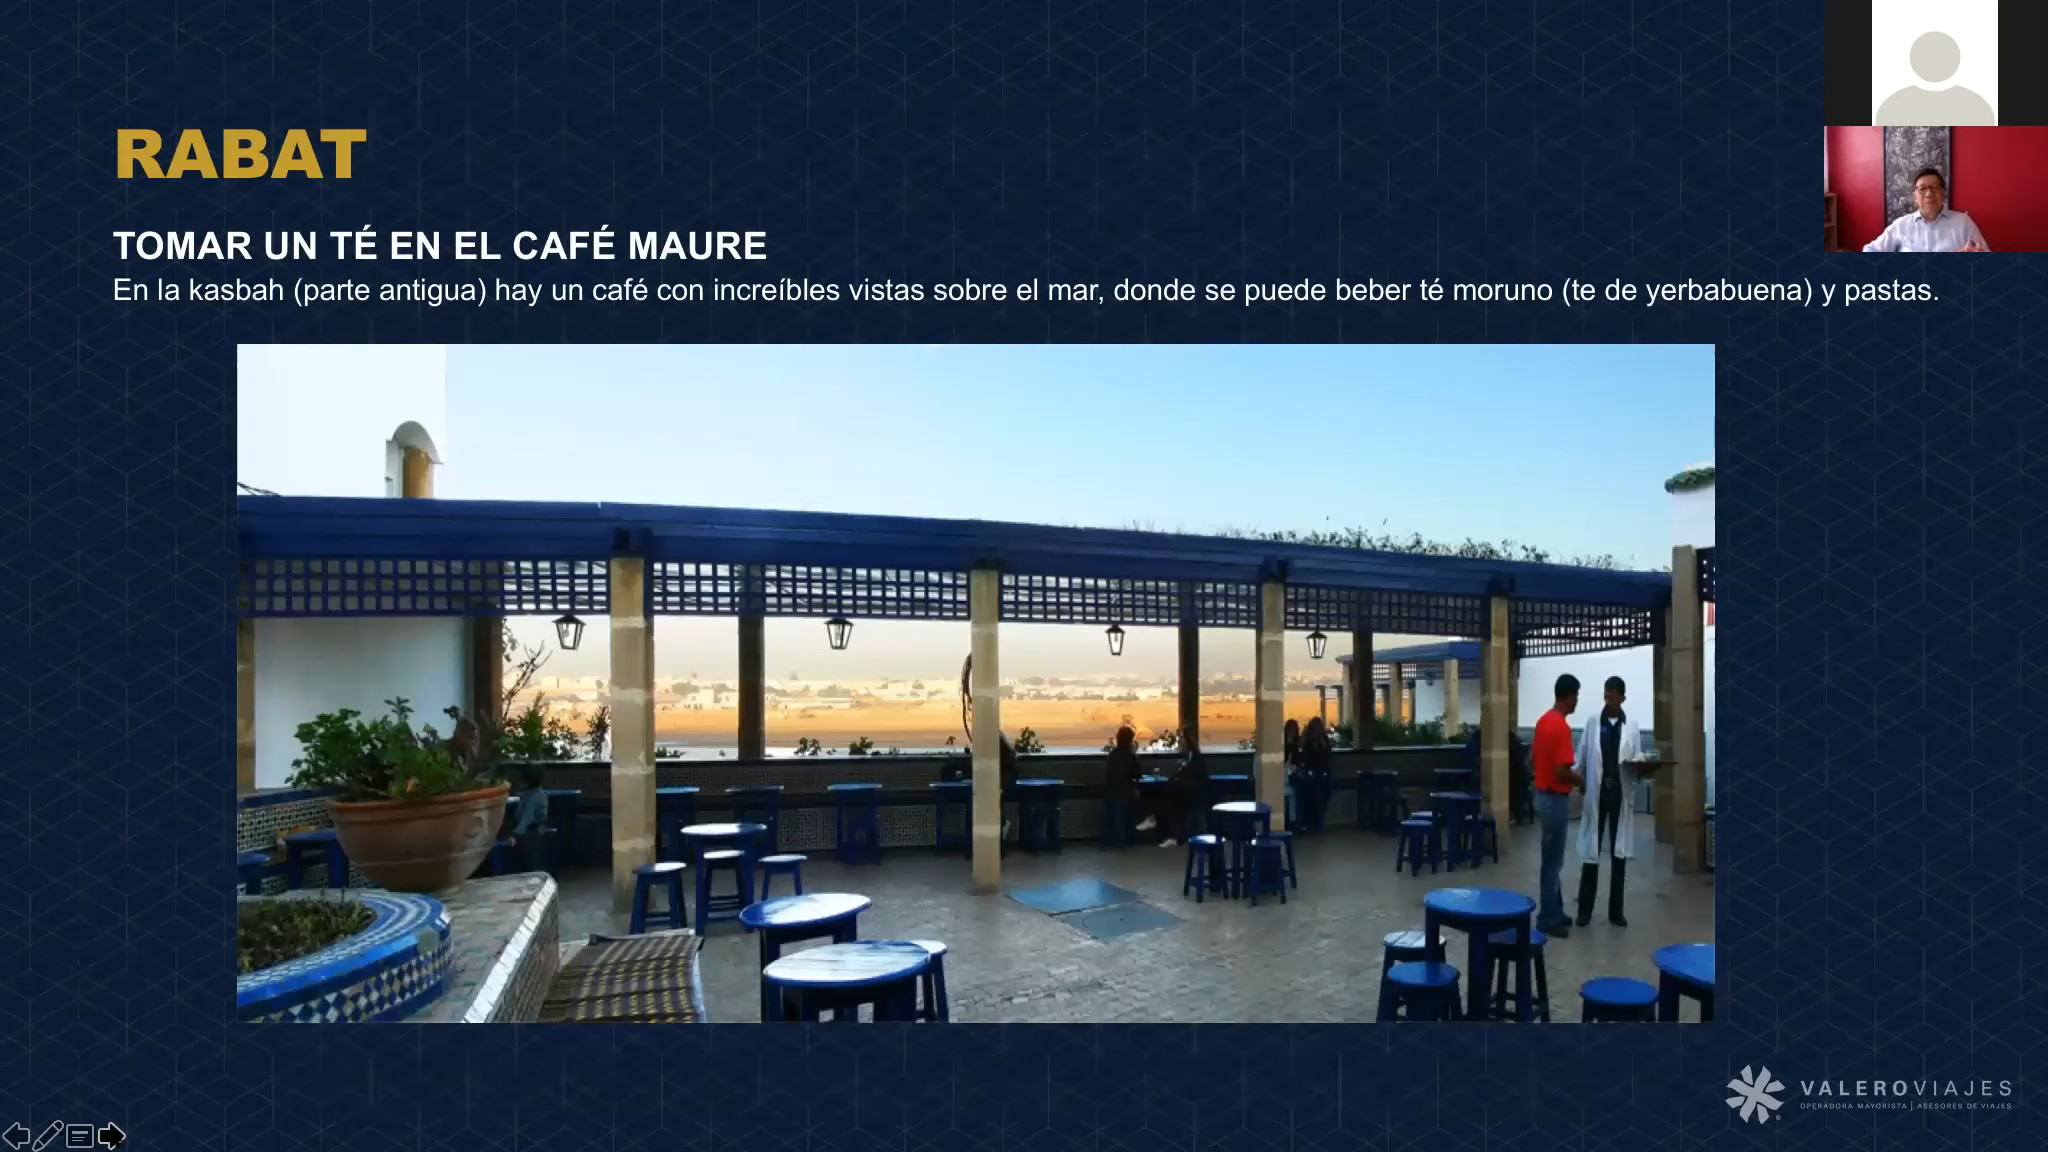 RABAT
TOMAR UN TÉ EN EL CAFÉ MAURE
En la kasbah (parte antigua) hay un café con increíbles vistas sobre el mar, donde se puede beber té moruno (te de yerbabuena) y pastas.
VALEROVIAJES
OPERADORA MAYORISTA | ASESORES DE VIAJES